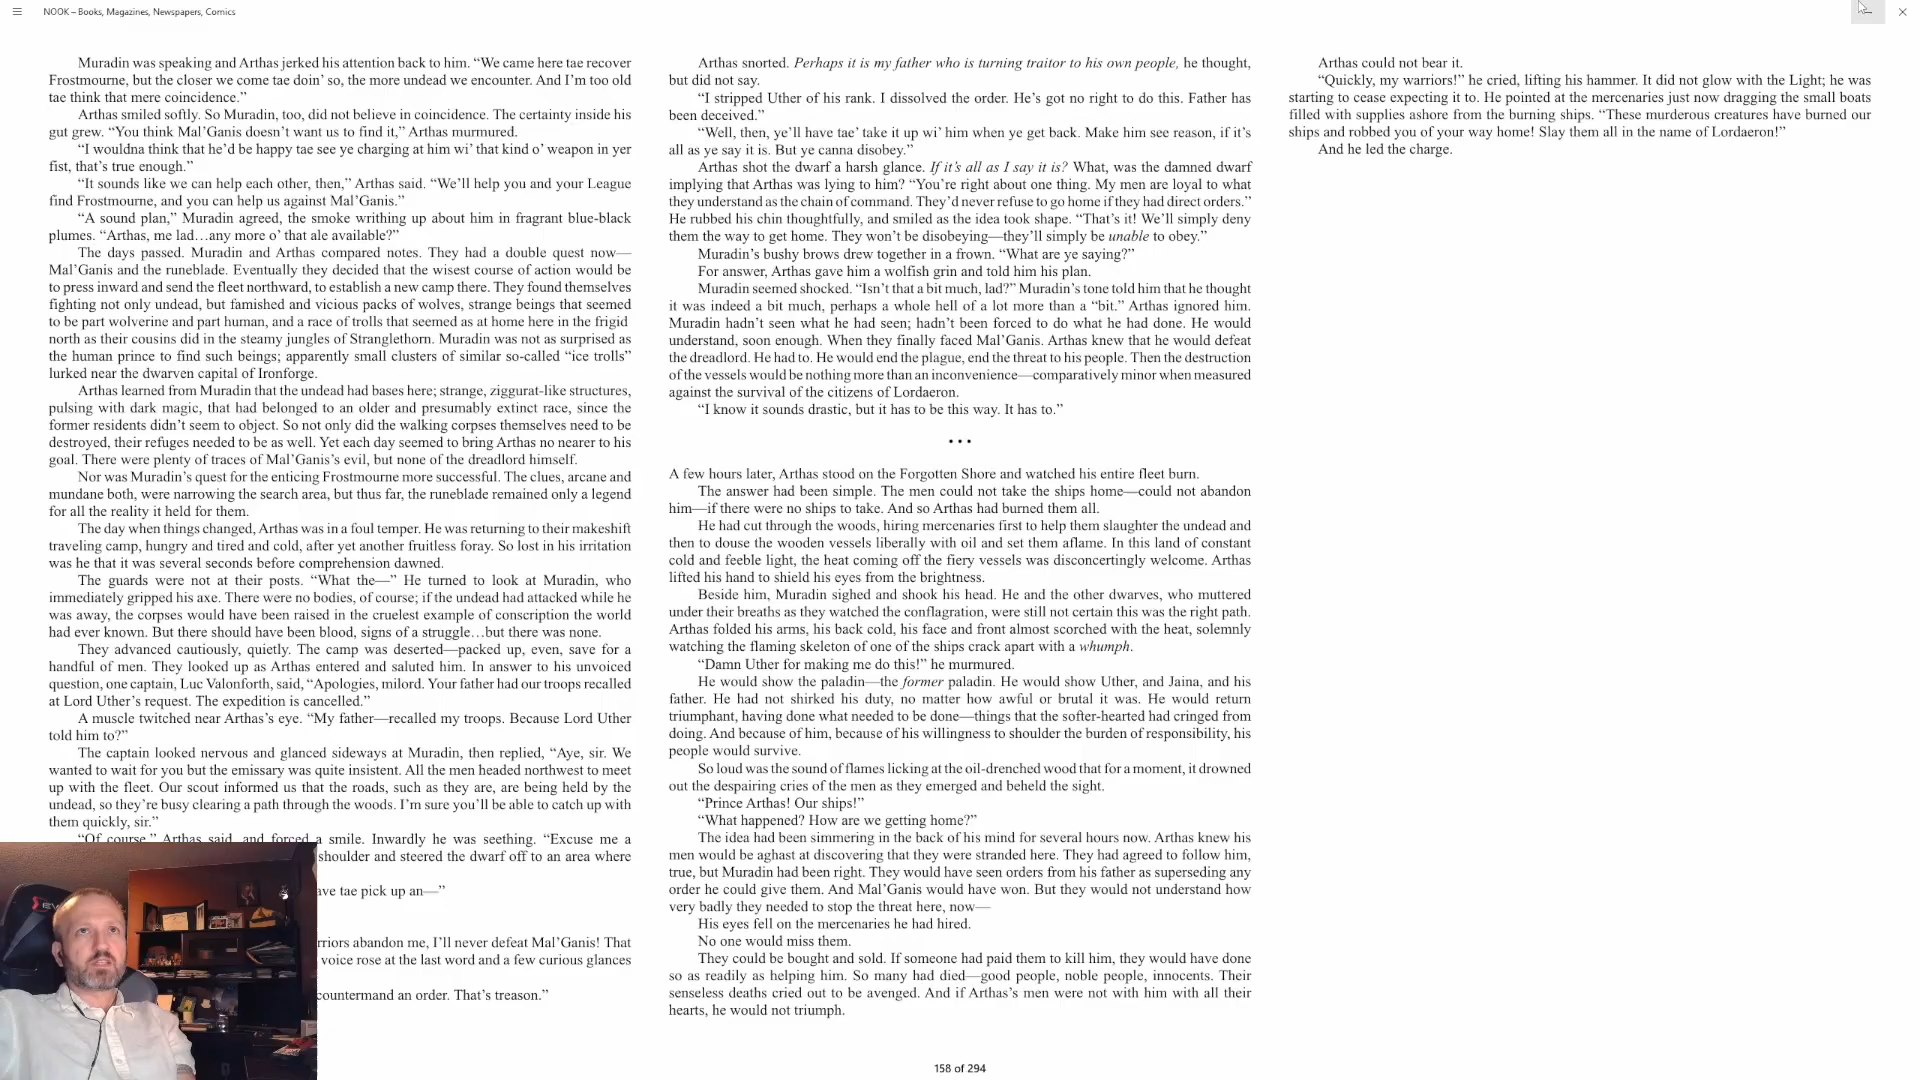 NOOK – Books, Magazines, Newspapers, Comics
Muradin was speaking and Arthas jerked his attention back to him. “We came here tae recover
Frostmourne, but the closer we come tae doin’ so, the more undead we encounter. And I’m too old
tae think that mere coincidence.”
Arthas smiled softly. So Muradin, too, did not believe in coincidence. The certainty inside his
gut grew. “You think Mal’Ganis doesn’t want us to find it,” Arthas murmured.
“I wouldna think that he’d be happy tae see ye charging at him wi’ that kind o’ weapon in yer
fist, that’s true enough.”
“It sounds like we can help each other, then,” Arthas said. “We’ll help you and your League
find Frostmourne, and you can help us against Mal’Ganis.”
“A sound plan,” Muradin agreed, the smoke writhing up about him in fragrant blue-black
plumes. “Arthas, me lad…any more o’ that ale available?”
The days passed. Muradin and Arthas compared notes. They had a double quest now—
Mal’Ganis and the runeblade. Eventually they decided that the wisest course of action would be
to press inward and send the fleet northward, to establish a new camp there. They found themselves
fighting not only undead, but famished and vicious packs of wolves, strange beings that seemed
to be part wolverine and part human, and a race of trolls that seemed as at home here in the frigid
north as their cousins did in the steamy jungles of Stranglethorn. Muradin was not as surprised as
the human prince to find such beings; apparently small clusters of similar so-called “ice trolls”
lurked near the dwarven capital of Ironforge.
Arthas learned from Muradin that the undead had bases here; strange, ziggurat-like structures,
pulsing with dark magic, that had belonged to an older and presumably extinct race, since the
former residents didn’t seem to object. So not only did the walking corpses themselves need to be
destroyed, their refuges needed to be as well. Yet each day seemed to bring Arthas no nearer to his
goal. There were plenty of traces of Mal’Ganis’s evil, but none of the dreadlord himself.
Nor was Muradin’s quest for the enticing Frostmourne more successful. The clues, arcane and
mundane both, were narrowing the search area, but thus far, the runeblade remained only a legend
for all the reality it held for them.
The day when things changed, Arthas was in a foul temper. He was returning to their makeshift
traveling camp, hungry and tired and cold, after yet another fruitless foray. So lost in his irritation
was he that it was several seconds before comprehension dawned.
The guards were not at their posts. “What the—” He turned to look at Muradin, who
immediately gripped his axe. There were no bodies, of course; if the undead had attacked while he
was away, the corpses would have been raised in the cruelest example of conscription the world
had ever known. But there should have been blood, signs of a struggle…but there was none.
They advanced cautiously, quietly. The camp was deserted—packed up, even, save for a
handful of men. They looked up as Arthas entered and saluted him. In answer to his unvoiced
question, one captain, Luc Valonforth, said, “Apologies, milord. Your father had our troops recalled
at Lord Uther’s request. The expedition is cancelled.”
A muscle twitched near Arthas’s eye. “My father—recalled my troops. Because Lord Uther
told him to?”
The captain looked nervous and glanced sideways at Muradin, then replied, “Aye, sir. We
wanted to wait for you but the emissary was quite insistent. All the men headed northwest to meet
up with the fleet. Our scout informed us that the roads, such as they are, are being held by the
undead, so they’re busy clearing a path through the woods. I’m sure you’ll be able to catch up with
them quickly, sir.”
“Of course,” Arthas said, and forced a smile. Inwardly he was seething. “Excuse me a
shoulder and steered the dwarf off to an area where
ave tae pick up an—”
rriors abandon me, I’ll never defeat Mal’Ganis! That
voice rose at the last word and a few curious glances
countermand an order. That’s treason.”
Arthas snorted. Perhaps it is my father who is turning traitor to his own people, he thought,
but did not say.
“I stripped Uther of his rank. I dissolved the order. He’s got no right to do this. Father has
been deceived.”
“Well, then, ye’ll have tae’ take it up wi’ him when ye get back. Make him see reason, if it’s
all as ye say it is. But ye canna disobey.”
Arthas shot the dwarf a harsh glance. If it’s all as I say it is? What, was the damned dwarf
implying that Arthas was lying to him? “You’re right about one thing. My men are loyal to what
they understand as the chain of command. They’d never refuse to go home if they had direct orders.”
He rubbed his chin thoughtfully, and smiled as the idea took shape. “That’s it! We’ll simply deny
them the way to get home. They won’t be disobeying—they’ll simply be unable to obey.”
Muradin’s bushy brows drew together in a frown. “What are ye saying?”
For answer, Arthas gave him a wolfish grin and told him his plan.
Muradin seemed shocked. “Isn’t that a bit much, lad?” Muradin’s tone told him that he thought
it was indeed a bit much, perhaps a whole hell of a lot more than a “bit.” Arthas ignored him.
Muradin hadn’t seen what he had seen; hadn’t been forced to do what he had done. He would
understand, soon enough. When they finally faced Mal’Ganis. Arthas knew that he would defeat
the dreadlord. He had to. He would end the plague, end the threat to his people. Then the destruction
of the vessels would be nothing more than an inconvenience—comparatively minor when measured
against the survival of the citizens of Lordaeron.
“I know it sounds drastic, but it has to be this way. It has to.”
• • •
A few hours later, Arthas stood on the Forgotten Shore and watched his entire fleet burn.
The answer had been simple. The men could not take the ships home—could not abandon
him—if there were no ships to take. And so Arthas had burned them all.
He had cut through the woods, hiring mercenaries first to help them slaughter the undead and
then to douse the wooden vessels liberally with oil and set them aflame. In this land of constant
cold and feeble light, the heat coming off the fiery vessels was disconcertingly welcome. Arthas
lifted his hand to shield his eyes from the brightness.
Beside him, Muradin sighed and shook his head. He and the other dwarves, who muttered
under their breaths as they watched the conflagration, were still not certain this was the right path.
Arthas folded his arms, his back cold, his face and front almost scorched with the heat, solemnly
watching the flaming skeleton of one of the ships crack apart with a whumph.
“Damn Uther for making me do this!” he murmured.
He would show the paladin—the former paladin. He would show Uther, and Jaina, and his
father. He had not shirked his duty, no matter how awful or brutal it was. He would return
triumphant, having done what needed to be done—things that the softer-hearted had cringed from
doing. And because of him, because of his willingness to shoulder the burden of responsibility, his
people would survive.
So loud was the sound of flames licking at the oil-drenched wood that for a moment, it drowned
out the despairing cries of the men as they emerged and beheld the sight.
“Prince Arthas! Our ships!”
“What happened? How are we getting home?”
The idea had been simmering in the back of his mind for several hours now. Arthas knew his
men would be aghast at discovering that they were stranded here. They had agreed to follow him,
true, but Muradin had been right. They would have seen orders from his father as superseding any
order he could give them. And Mal’Ganis would have won. But they would not understand how
very badly they needed to stop the threat here, now—
His eyes fell on the mercenaries he had hired.
No one would miss them.
They could be bought and sold. If someone had paid them to kill him, they would have done
so as readily as helping him. So many had died—good people, noble people, innocents. Their
senseless deaths cried out to be avenged. And if Arthas’s men were not with him with all their
hearts, he would not triumph.
Arthas could not bear it.
“Quickly, my warriors!” he cried, lifting his hammer. It did not glow with the Light; he was
starting to cease expecting it to. He pointed at the mercenaries just now dragging the small boats
filled with supplies ashore from the burning ships. “These murderous creatures have burned our
ships and robbed you of your way home! Slay them all in the name of Lordaeron!”
And he led the charge.
158 of 294